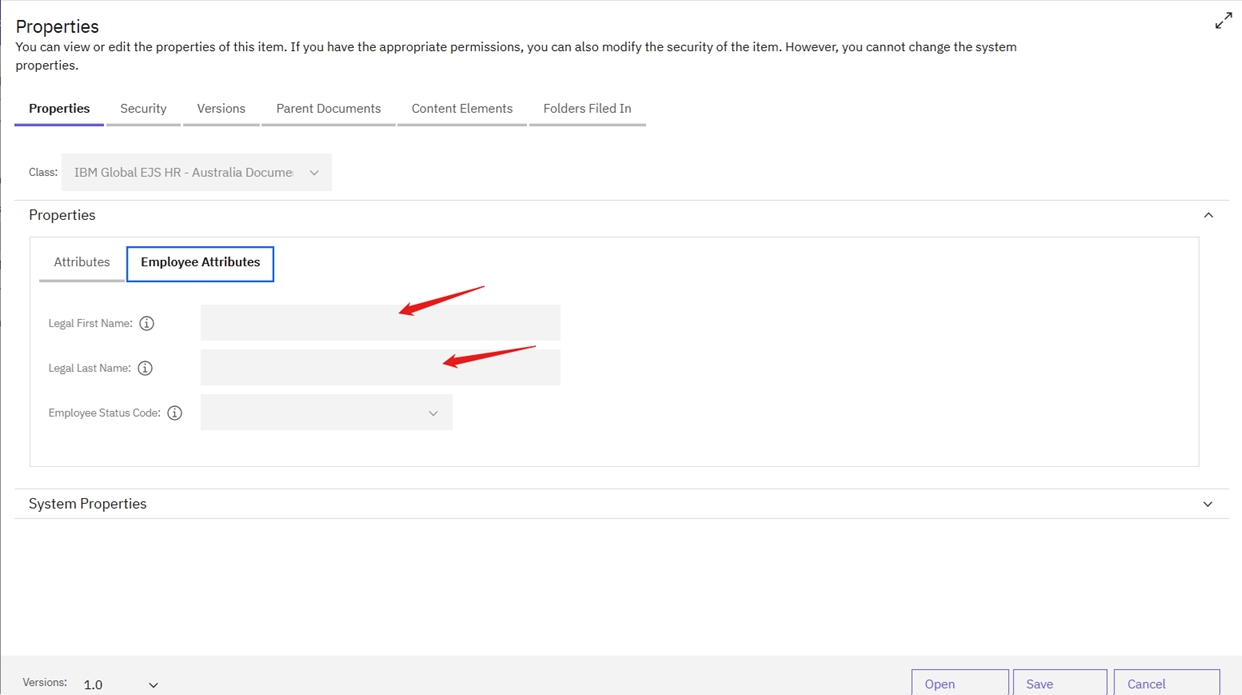 Properties
You can view or edit the properties of this item. If you have the appropriate permissions, you can also modify the security of the item. However, you cannot change the system
properties.
Properties Security Versions Parent Documents Content Elements Folders Filed In
Class: IBM Global EJS HR - Australia Docume
Properties
Attributes Employee Attributes
Legal First Name:
Legal Last Name:
Employee Status Code:
System Properties
Versions: 1.0 Open Save Cancel